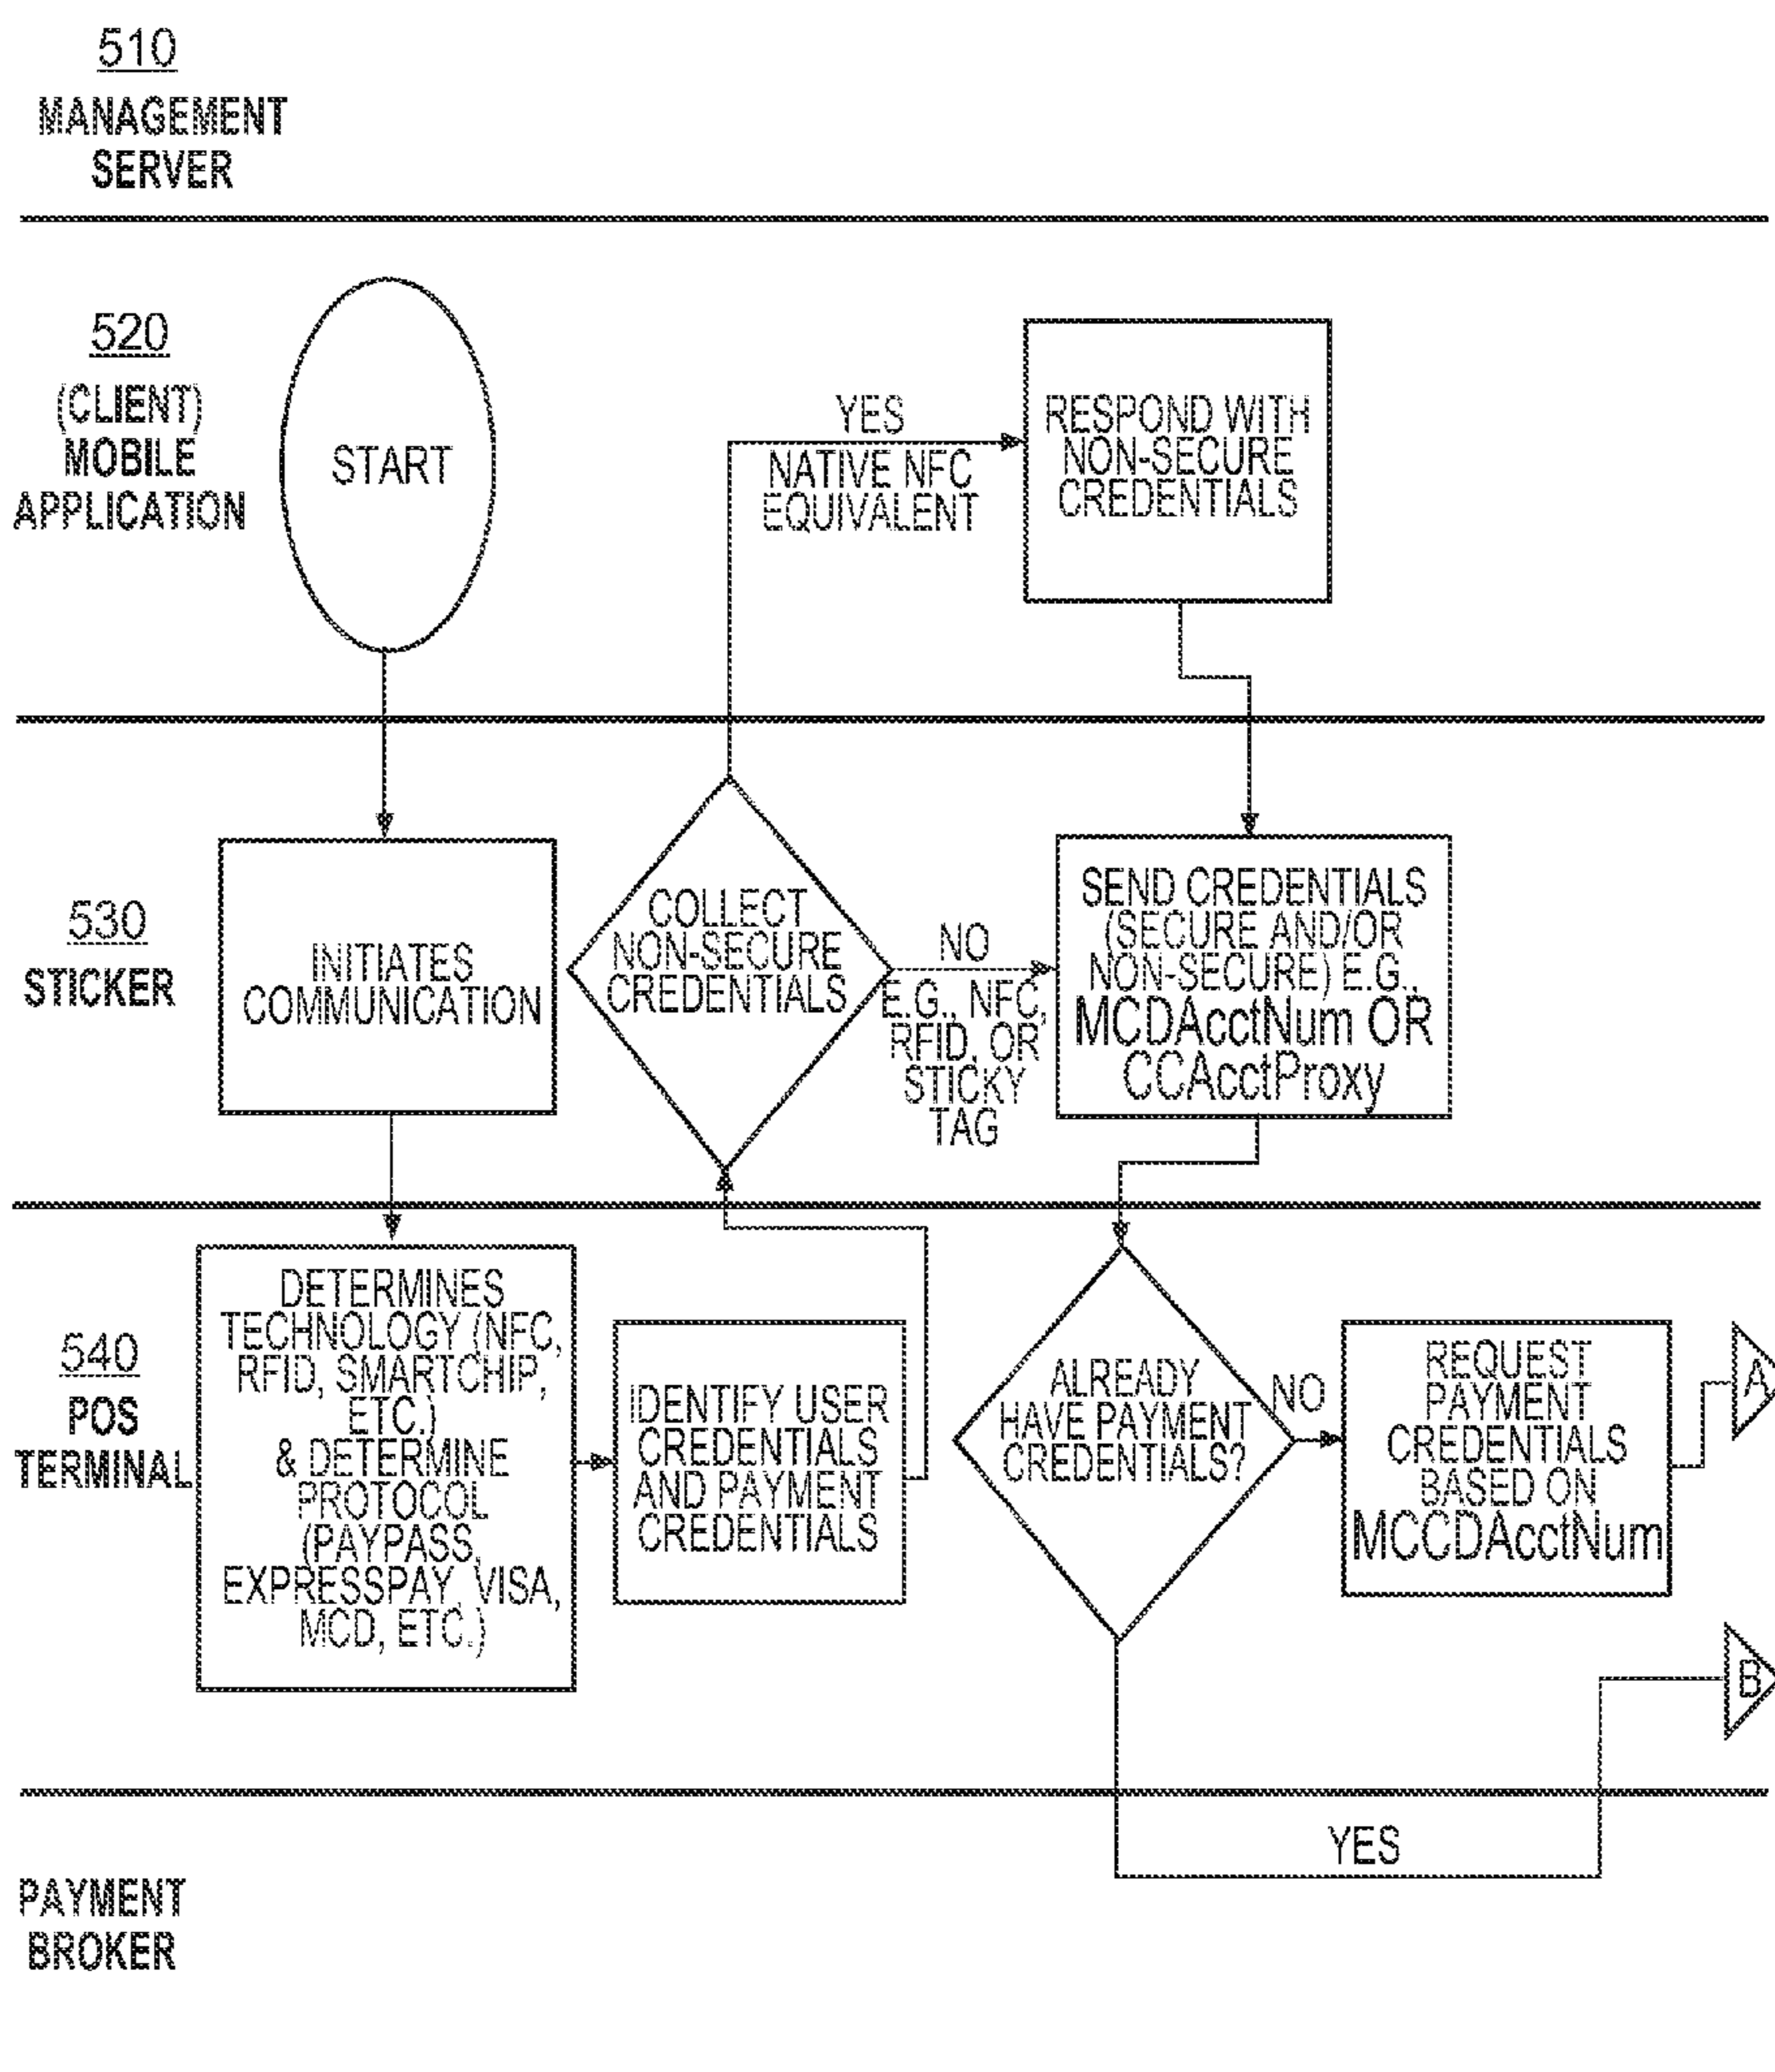 510
MANAGEMENT
SERVER
520
(CLIENT)
MOBILE
APPLICATION
START
YES
NATIVE NFC
EQUIVALENT
RESPOND WITH
NON-SECURE
CREDENTIALS
530
STICKER
INITIATES
COMMUNICATION
COLLECT
NON-SECURE
CREDENTIALS
NO
E.G., NFC,
RFID, OR
STICKY
TAG
SEND CREDENTIALS
(SECURE AND/OR
NON-SECURE) E.G.,
MCDAcctNum OR
CCAcctProxy
540
POS
TERMINAL
DETERMINES
TECHNOLOGY (NFC,
RFID, SMARTCHIP,
ETC.)
& DETERMINE
PROTOCOL
(PAYPASS,
EXPRESSPAY, VISA,
MCD, ETC.)
IDENTIFY USER
CREDENTIALS
AND PAYMENT
CREDENTIALS
ALREADY
HAVE PAYMENT
CREDENTIALS?
NO
REQUEST
PAYMENT
CREDENTIALS
BASED ON
MCCDAcctNum
A
B
YES
PAYMENT
BROKER